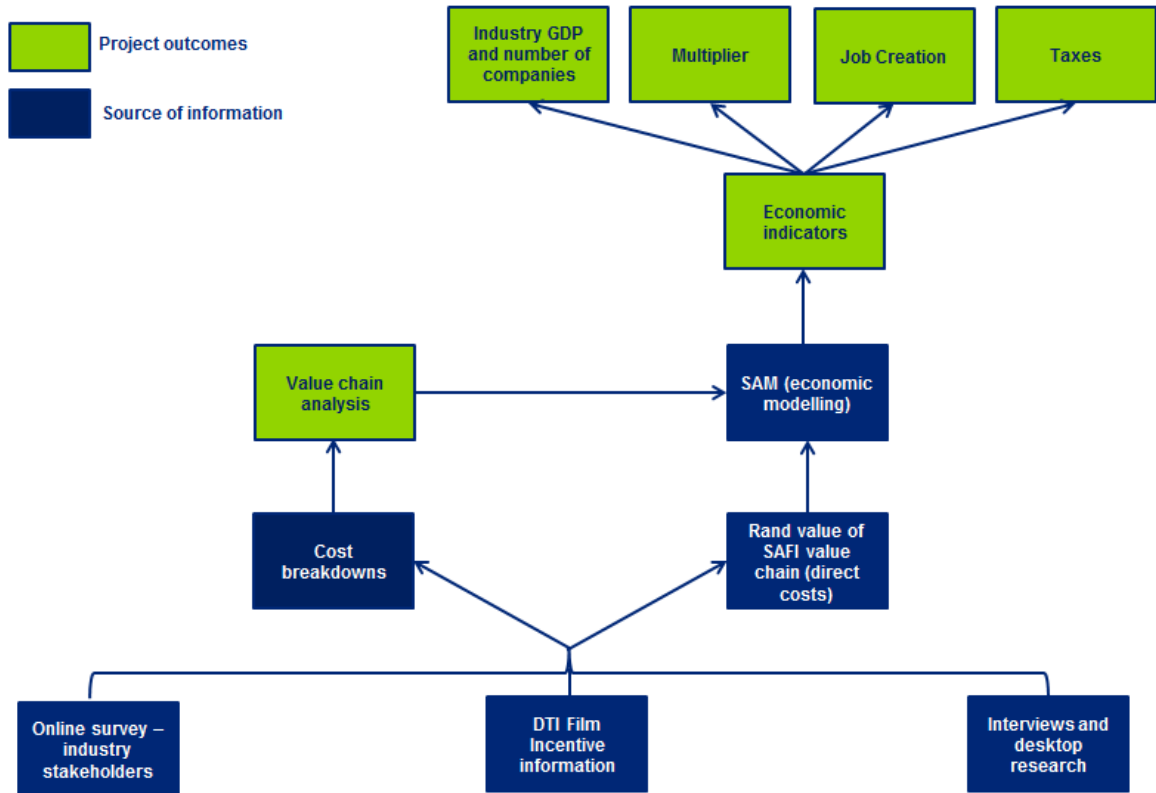 Project outcomes
Source of information
Industry GDP
and number of
companies
Multiplier
Job Creation
Taxes
Economic
indicators
Value chain
analysis
SAM (economic
modelling)
Cost
breakdowns
Rand value of
SAFI value
chain (direct
costs)
Online survey –
industry
stakeholders
DTI Film
Incentive
information
Interviews and
desktop
research